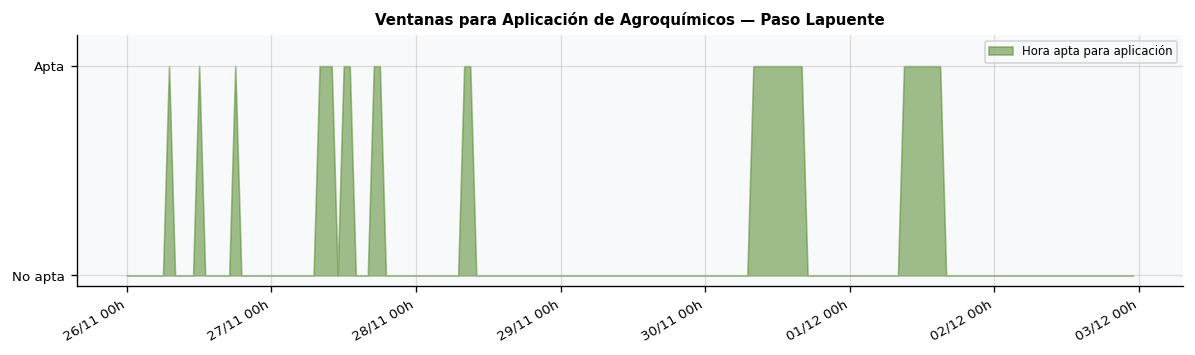 Ventanas para Aplicación de Agroquímicos — Paso Lapuente
Hora apta para aplicación
Apta
No apta
26/11 00h
27/11 00h
28/11 00h
29/11 00h
30/11 00h
01/12 00h
02/12 00h
03/12 00h